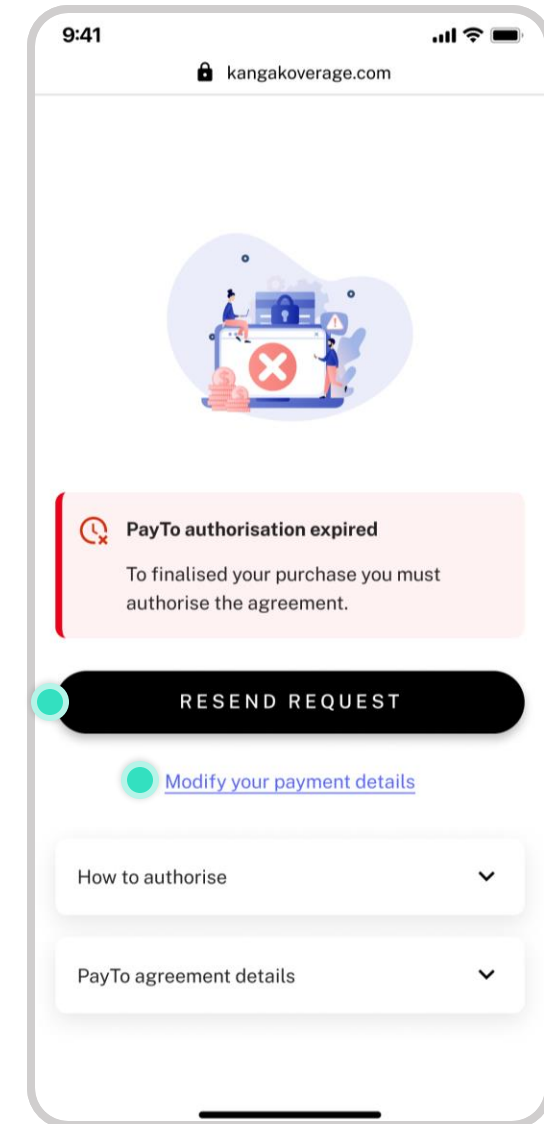 9:41
kangakoverage.com
PayTo authorisation expired
To finalised your purchase you must
authorise the agreement.
RESEND REQUEST
Modify your payment details
How to authorise
PayTo agreement details